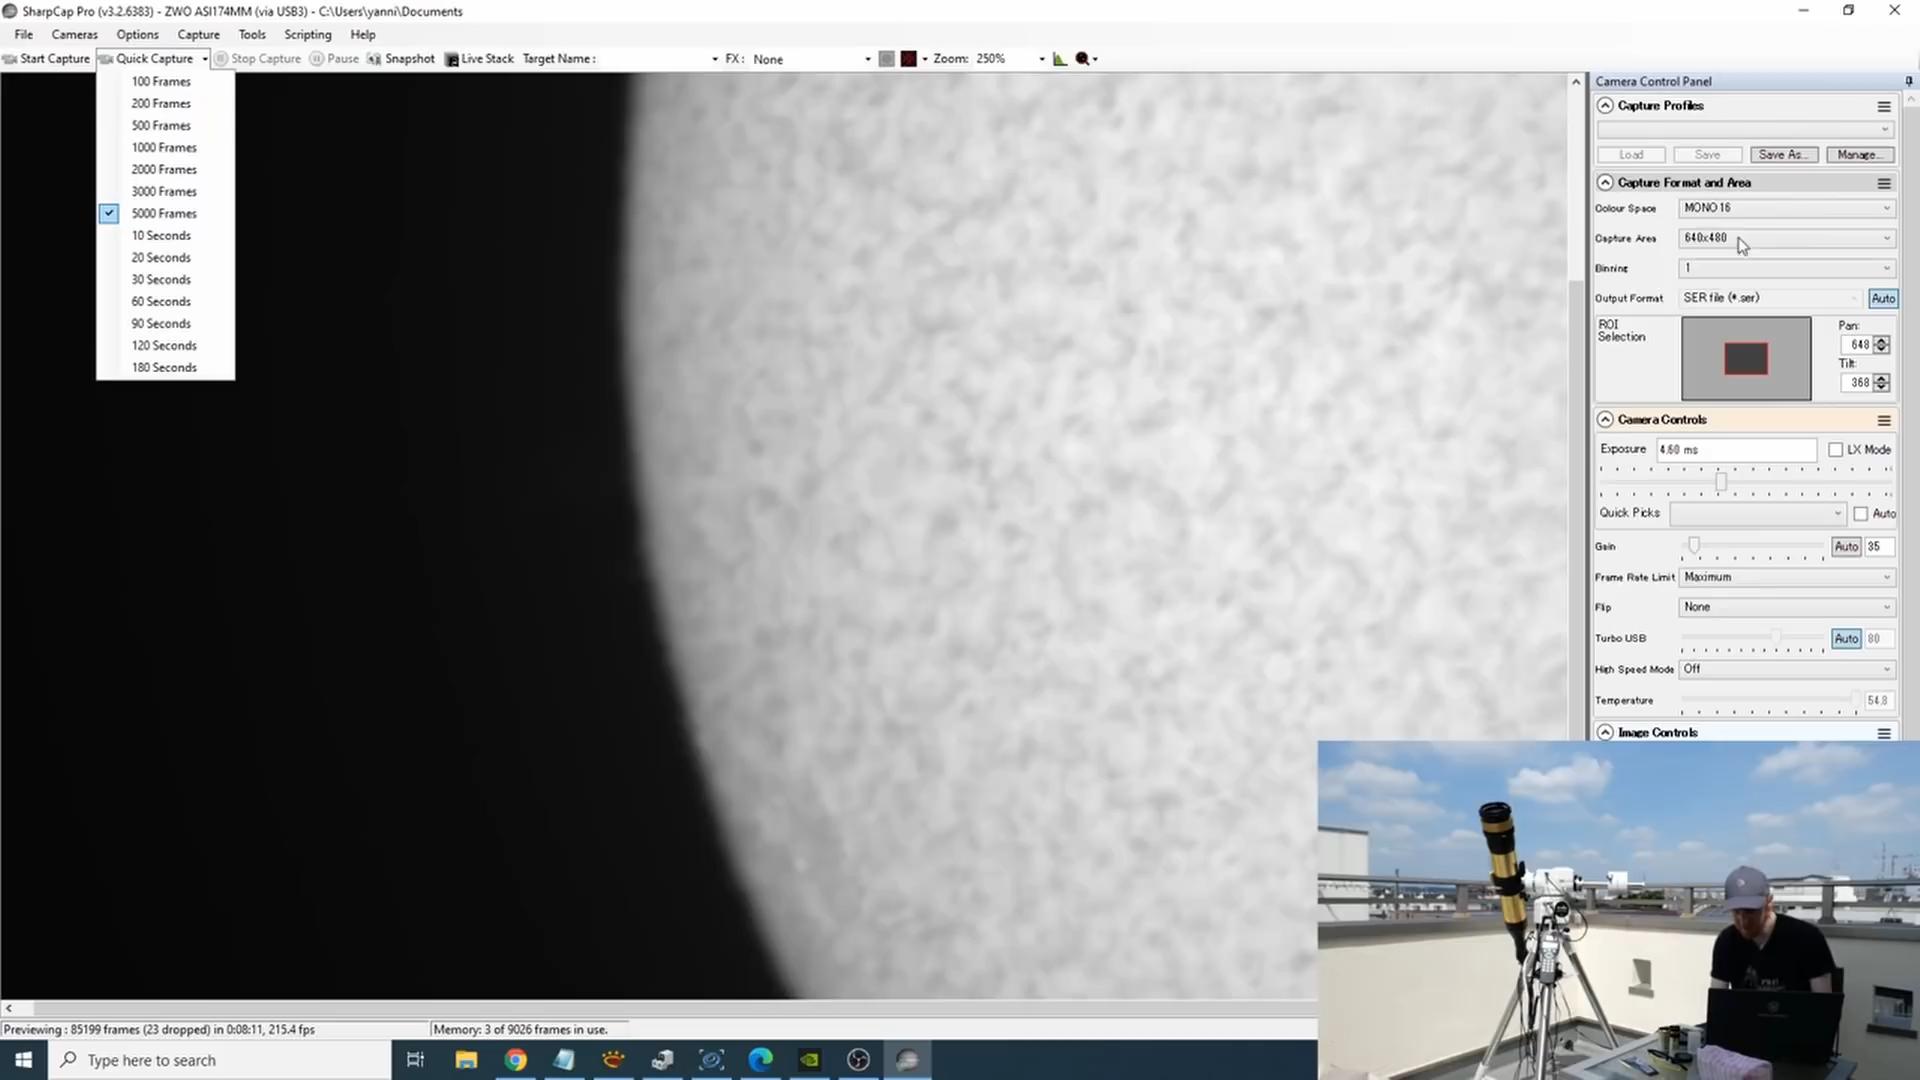 SharpCap Pro (v3.2.6383) - ZWO ASI174MM (via USB3) - C:\Users\yanni\Documents
File Cameras Options Capture Tools Scripting Help
Start Capture Quick Capture Stop Capture Pause Snapshot Live Stack Target Name : FX: None Zoom: 250%
100 Frames
200 Frames
500 Frames
1000 Frames
2000 Frames
3000 Frames
5000 Frames
10 Seconds
20 Seconds
30 Seconds
60 Seconds
90 Seconds
120 Seconds
180 Seconds
Camera Control Panel
Capture Profiles
Load Save Save As... Manage...
Capture Format and Area
Colour Space MONO16
Capture Area 640x480
Binning 1
Output Format SER file (*.ser) Auto
ROI Selection
Pan:
648
Tilt:
368
Camera Controls
Exposure 4.60 ms LX Mode
Quick Picks Auto
Gain Auto 35
Frame Rate Limit Maximum
Flip None
Turbo USB Auto 80
High Speed Mode Off
Temperature 54.8
Image Controls
Previewing : 85199 frames (23 dropped) in 0:08:11, 215.4 fps Memory: 3 of 9026 frames in use.
Type here to search